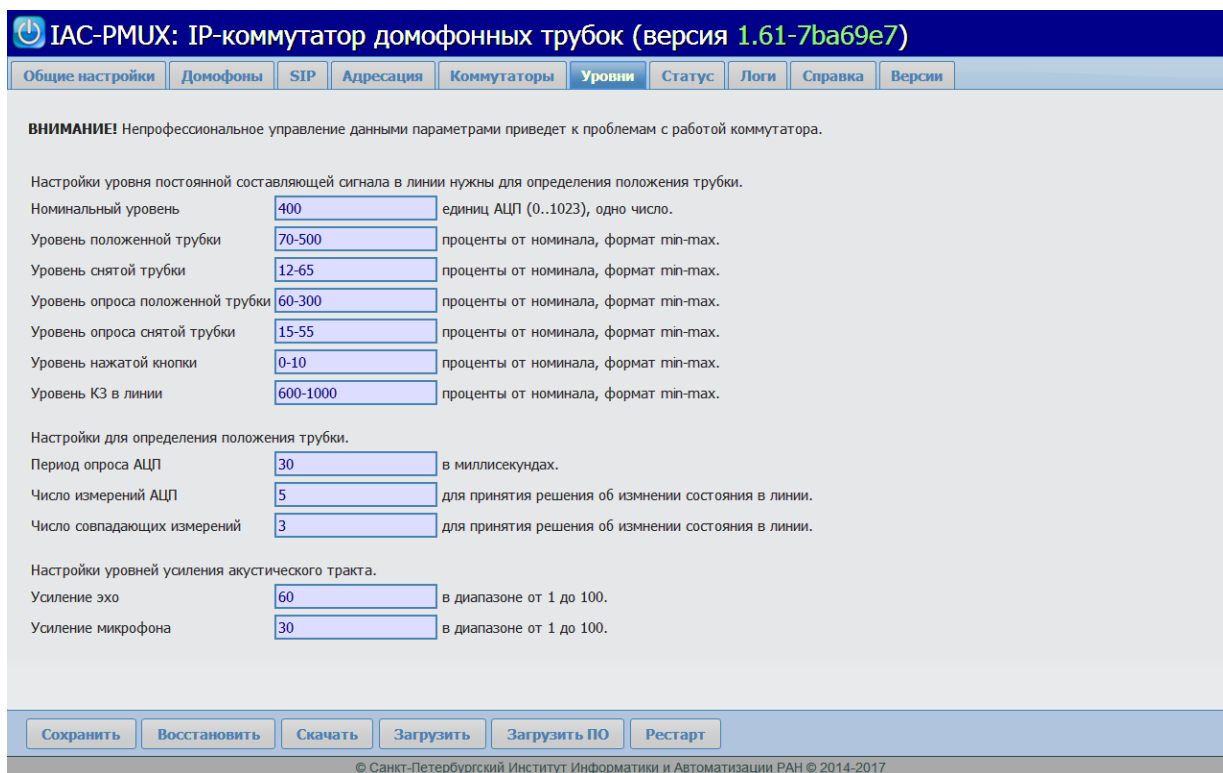 IAC-PMUX: IP-коммутатор домофонных трубок (версия 1.61-7ba69e7)
Общие настройки Домофоны SIP Адресация Коммутаторы Уровни Статус Логи Справка Версии
ВНИМАНИЕ! Непрофессиональное управление данными параметрами приведет к проблемам с работой коммутатора.
Настройки уровня постоянной составляющей сигнала в линии нужны для определения положения трубки.
Номинальный уровень 400 единиц АЦП (0..1023), одно число.
Уровень положенной трубки 70-500 проценты от номинала, формат min-max.
Уровень снятой трубки 12-65 проценты от номинала, формат min-max.
Уровень опроса положенной трубки 60-300 проценты от номинала, формат min-max.
Уровень опроса снятой трубки 15-55 проценты от номинала, формат min-max.
Уровень нажатой кнопки 0-10 проценты от номинала, формат min-max.
Уровень КЗ в линии 600-1000 проценты от номинала, формат min-max.
Настройки для определения положения трубки.
Период опроса АЦП 30 в миллисекундах.
Число измерений АЦП 5 для принятия решения об измнении состояния в линии.
Число совпадающих измерений 3 для принятия решения об измнении состояния в линии.
Настройки уровней усиления акустического тракта.
Усиление эхо 60 в диапазоне от 1 до 100.
Усиление микрофона 30 в диапазоне от 1 до 100.
Сохранить Восстановить Скачать Загрузить Загрузить ПО Рестарт
© Санкт-Петербургский Институт Информатики и Автоматизации РАН © 2014-2017